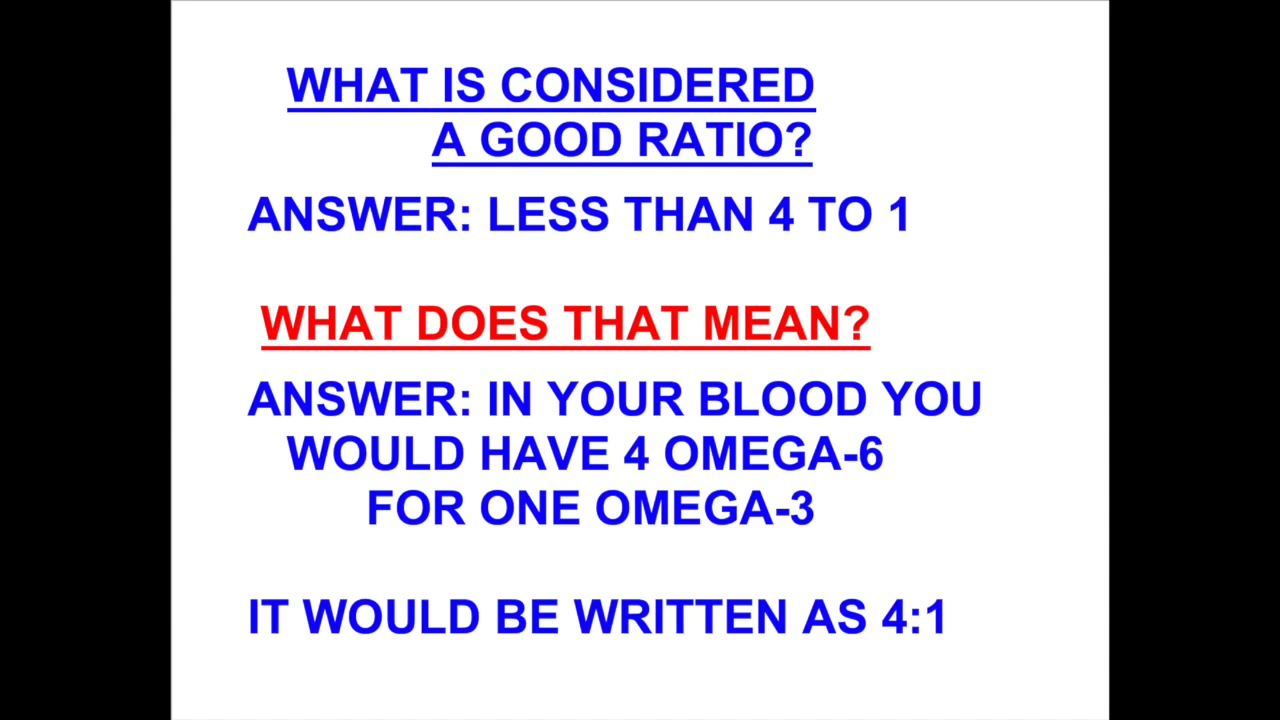 WHAT IS CONSIDERED
A GOOD RATIO?
ANSWER: LESS THAN 4 TO 1
WHAT DOES THAT MEAN?
ANSWER: IN YOUR BLOOD YOU
WOULD HAVE 4 OMEGA-6
FOR ONE OMEGA-3
IT WOULD BE WRITTEN AS 4:1